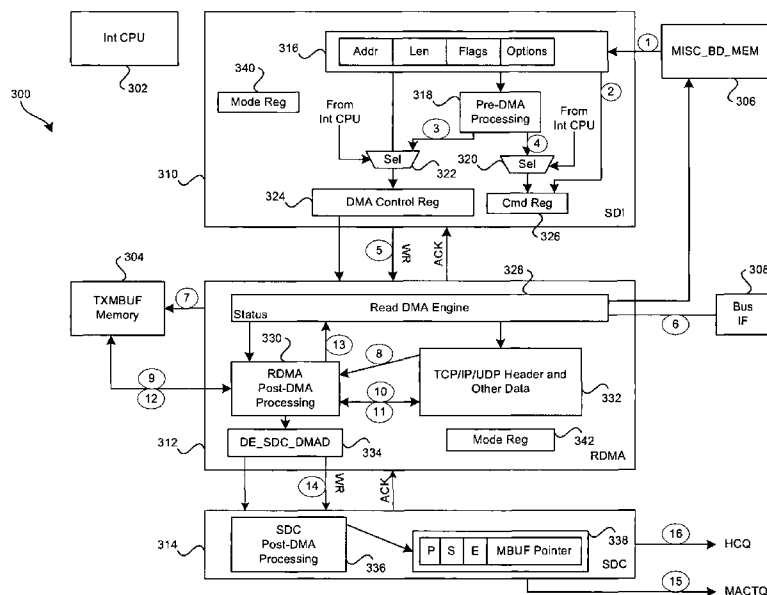 Int CPU
302
300
316
Addr Len Flags Options
1
MISC_BD_MEM
306
340
Mode Reg
318
Pre-DMA
Processing
2
From
Int CPU
From
Int CPU
3
4
Sel
322
320
Sel
310
324
DMA Control Reg
Cmd Reg
326
SDI
5
WR
ACK
304
TXMBUF
Memory
7
328
308
Bus
IF
6
Read DMA Engine
Status
330
13
8
RDMA
Post-DMA
Processing
9
12
10
11
TCP/IP/UDP Header and
Other Data
332
312
DE_SDC_DMAD
334
Mode Reg
342
RDMA
14
WR
ACK
314
SDC
Post-DMA
Processing
336
338
P S E MBUF Pointer
SDC
16
HCQ
15
MACTQ